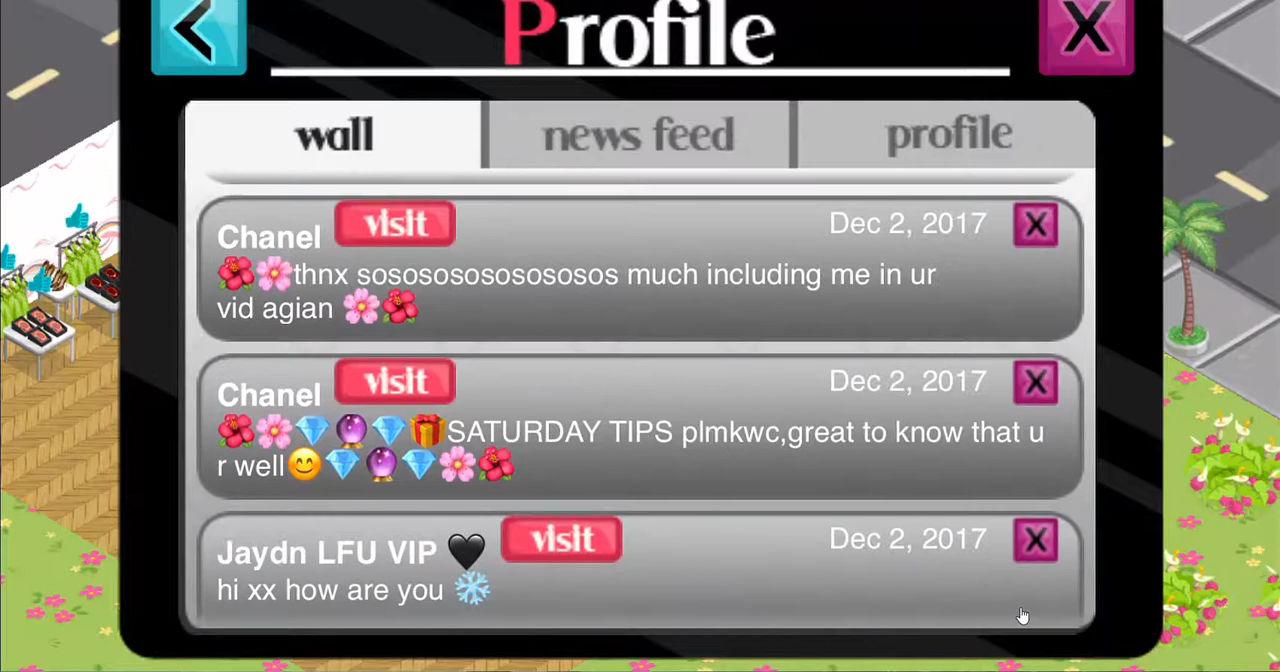 Profile
X
wall
news feed
profile
Chanel visit Dec 2, 2017 X
🌺🌸thnx sosososososososos much including me in ur
vid agian 🌸🌺
Chanel visit Dec 2, 2017 X
🌺🌸💎🔮💎🎁SATURDAY TIPS plmkwc,great to know that u
r well😊💎🔮💎🌸🌺
Jaydn LFU VIP 🖤 visit Dec 2, 2017 X
hi xx how are you ❄️